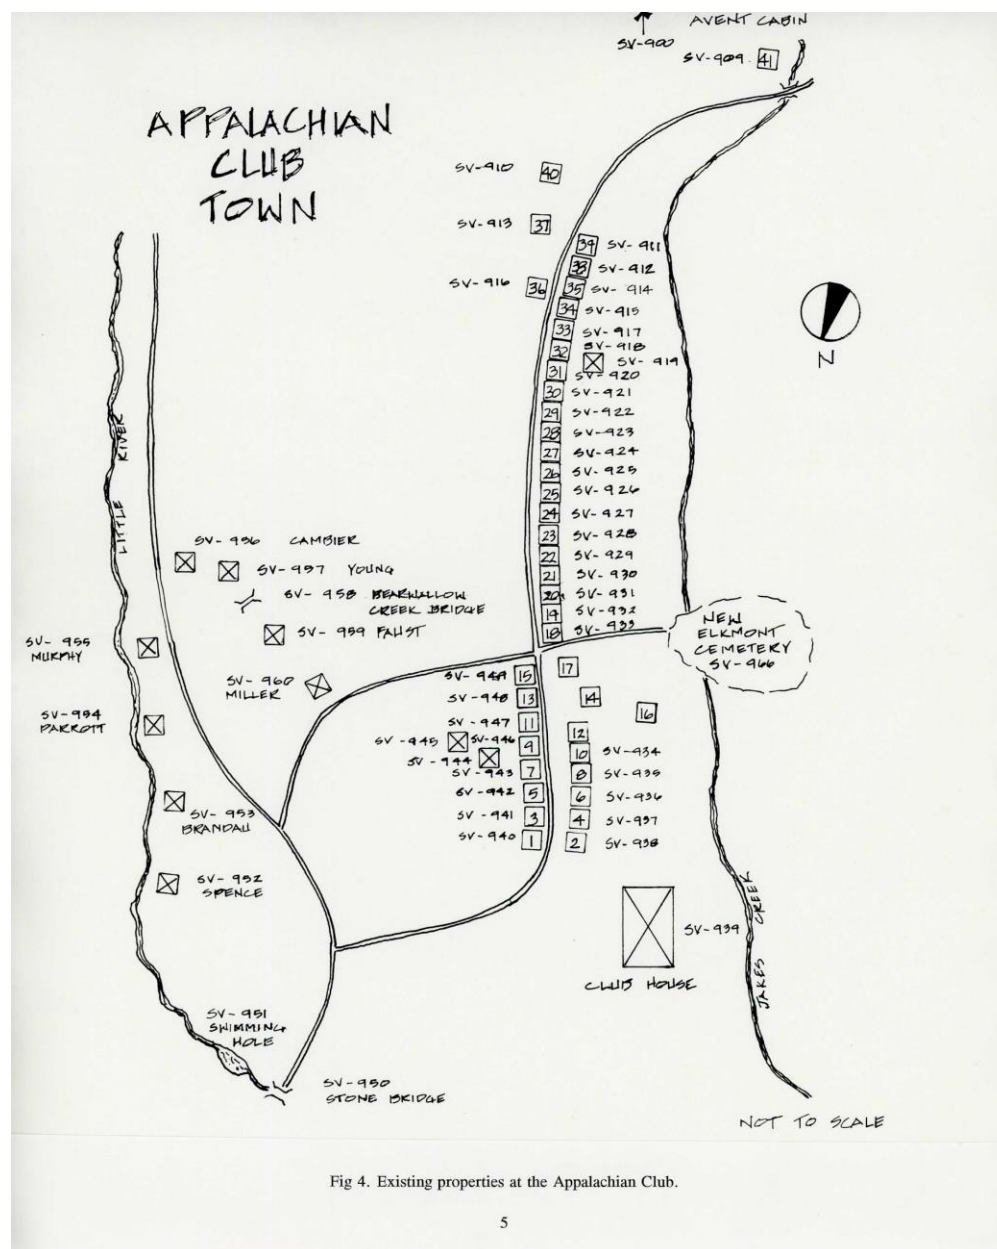 AVENT CABIN
SV-900
SV-909 41
APPALACHIAN
CLUB
TOWN
SV-910 40
SV-913 37
39 SV-911
38 SV-912
SV-916 36 35 SV-914
34 SV-915
33 SV-917
32 SV-918
SV-919
31 SV-920
N
30 SV-921
29 SV-922
28 SV-923
27 SV-924
26 SV-925
25 SV-926
24 SV-927
23 SV-928
22 SV-929
21 SV-930
20 SV-931
19 SV-932
18 SV-933
LITTLE RIVER
SV-956 CAMBIER
SV-957 YOUNG
SV-958 BEARWALLOW
CREEK BRIDGE
SV-959 FAUST
SV-955
MURPHY
SV-960
MILLER
SV-954
PARROTT
NEW
ELKMONT
CEMETERY
SV-966
SV-949 15 17
SV-948 13 14
16
SV-947 11
12
SV-945 SV-946 9 10 SV-934
SV-944
SV-943 7 8 SV-935
SV-942 5 6 SV-936
SV-941 3 4 SV-937
SV-940 1 2 SV-938
SV-953
BRANDAU
SV-952
SPENCE
SV-939
CLUB HOUSE
JAKES CREEK
SV-951
SWIMMING
HOLE
SV-950
STONE BRIDGE
NOT TO SCALE
Fig 4. Existing properties at the Appalachian Club.
5